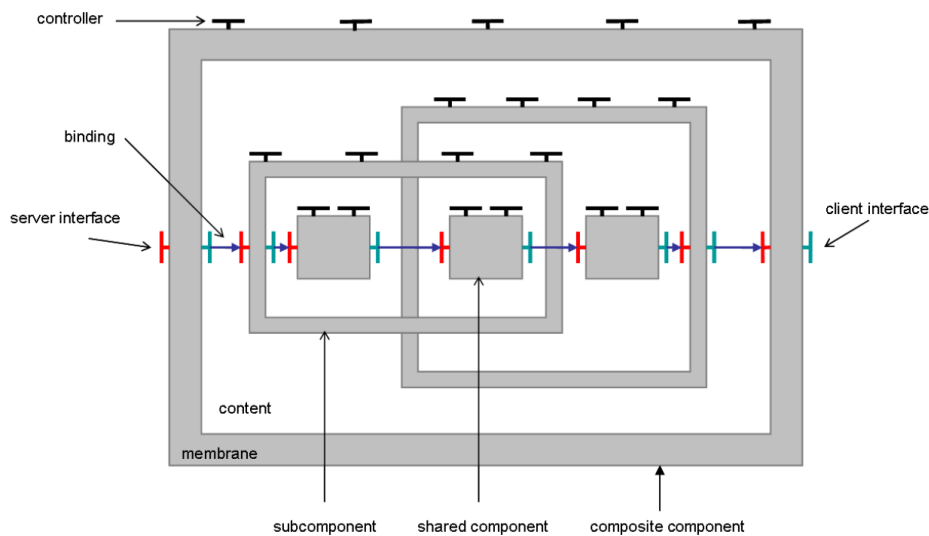 controller
binding
server interface
client interface
content
membrane
subcomponent
shared component
composite component